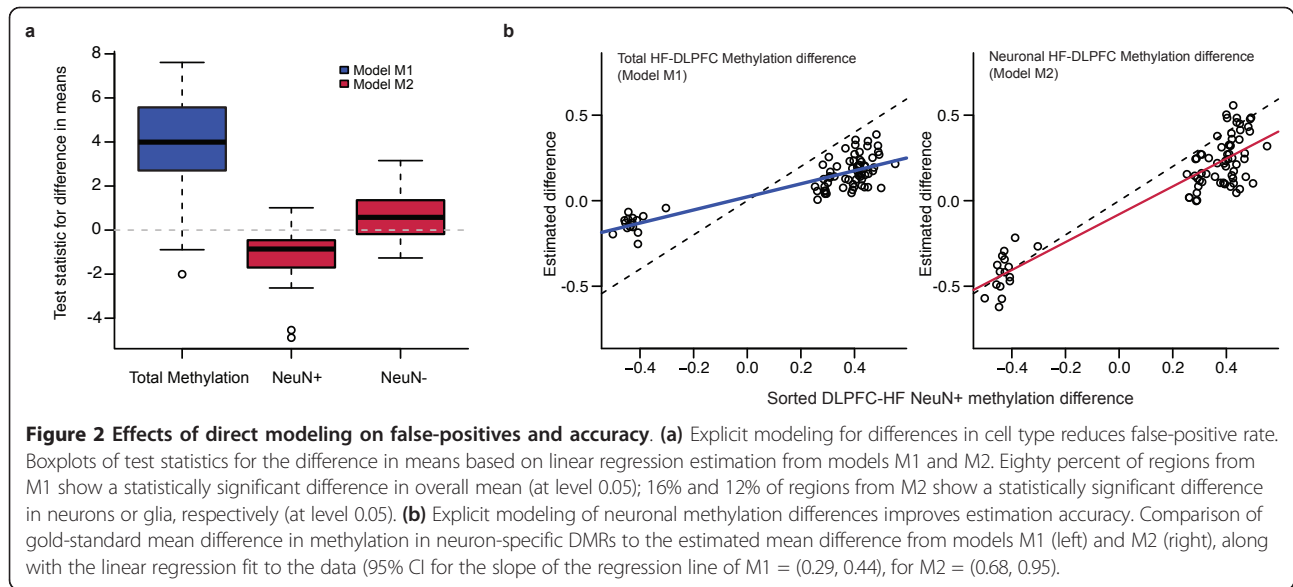 a
8
6
4
2
0
-2
-4
Test statistic for difference in means
Model M1
Model M2
Total Methylation
NeuN+
NeuN-
b
Total HF-DLPFC Methylation difference
(Model M1)
Neuronal HF-DLPFC Methylation difference
(Model M2)
0.5
0.0
-0.5
Estimated difference
0.5
0.0
-0.5
Estimated difference
−0.4 −0.2 0.0 0.2 0.4
−0.4 −0.2 0.0 0.2 0.4
Sorted DLPFC-HF NeuN+ methylation difference
Figure 2 Effects of direct modeling on false-positives and accuracy. (a) Explicit modeling for differences in cell type reduces false-positive rate.
Boxplots of test statistics for the difference in means based on linear regression estimation from models M1 and M2. Eighty percent of regions from
M1 show a statistically significant difference in overall mean (at level 0.05); 16% and 12% of regions from M2 show a statistically significant difference
in neurons or glia, respectively (at level 0.05). (b) Explicit modeling of neuronal methylation differences improves estimation accuracy. Comparison of
gold-standard mean difference in methylation in neuron-specific DMRs to the estimated mean difference from models M1 (left) and M2 (right), along
with the linear regression fit to the data (95% CI for the slope of the regression line of M1 = (0.29, 0.44), for M2 = (0.68, 0.95).